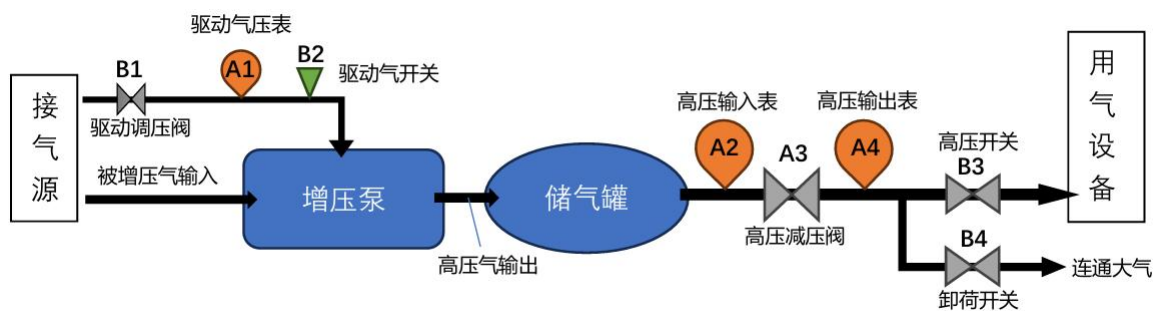 接气源
B1
驱动调压阀
驱动气压表
A1
B2
驱动气开关
被增压气输入
增压泵
高压气输出
储气罐
高压输入表
A2
A3
高压减压阀
高压输出表
A4
高压开关
B3
用气设备
B4
卸荷开关
连通大气